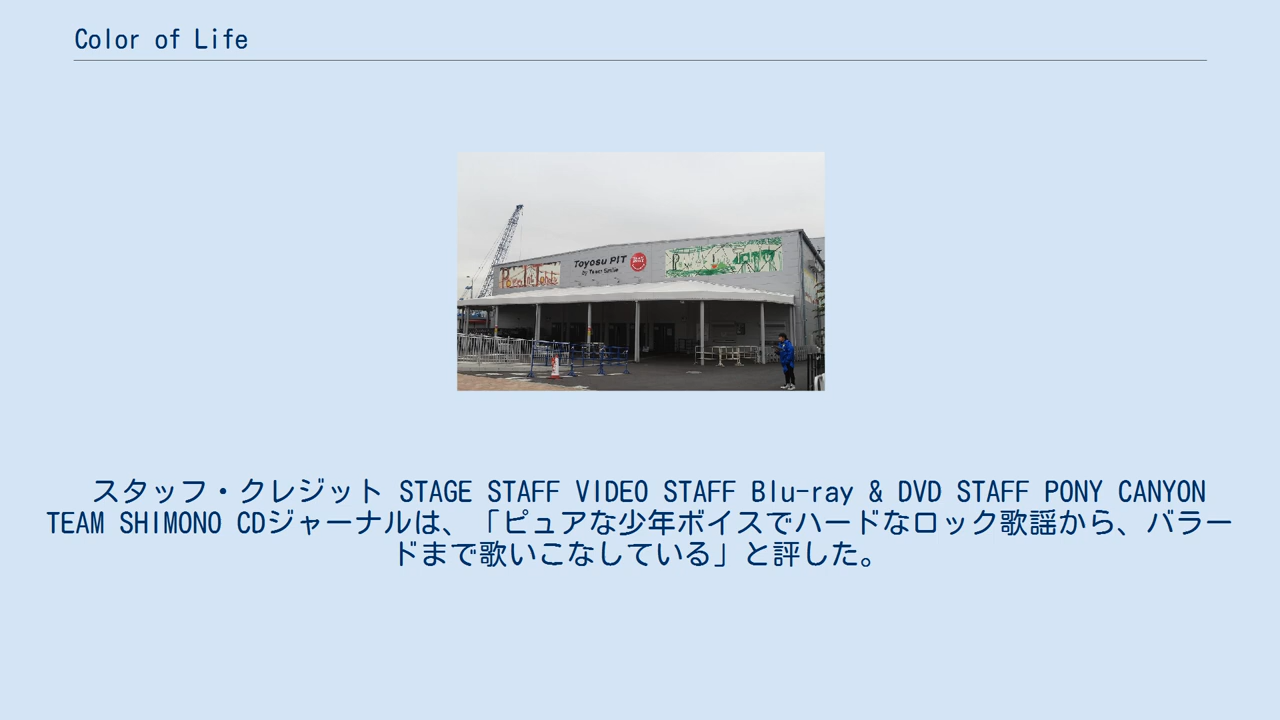 Color of Life
Toyosu PIT
by Team Smile
スタッフ・クレジット STAGE STAFF VIDEO STAFF Blu-ray & DVD STAFF PONY CANYON
TEAM SHIMONO CDジャーナルは、「ピュアな少年ボイスでハードなロック歌謡から、バラー
ドまで歌いこなしている」と評した。